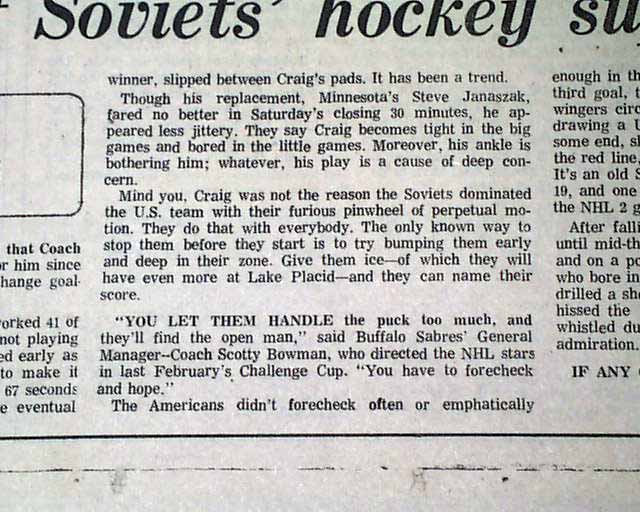 Soviets' hockey su
that Coach
r him since
hange goal-
orked 41 of
not playing
ed early as
to make it
67 seconds
e eventual
winner, slipped between Craig's pads. It has been a trend.
Though his replacement, Minnesota's Steve Janaszak,
fared no better in Saturday's closing 30 minutes, he ap-
peared less jittery. They say Craig becomes tight in the big
games and bored in the little games. Moreover, his ankle is
bothering him; whatever, his play is a cause of deep con-
cern.
Mind you, Craig was not the reason the Soviets dominated
the U.S. team with their furious pinwheel of perpetual mo-
tion. They do that with everybody. The only known way to
stop them before they start is to try bumping them early
and deep in their zone. Give them ice—of which they will
have even more at Lake Placid—and they can name their
score.
"YOU LET THEM HANDLE the puck too much, and
they'll find the open man," said Buffalo Sabres' General
Manager-Coach Scotty Bowman, who directed the NHL stars
in last February's Challenge Cup. "You have to forecheck
and hope."
The Americans didn't forecheck often or emphatically
enough in th
third goal, t
wingers circ
drawing a U
some end, sl
the red line,
It's an old S
19, and one
the NHL 2 g
After falli
until mid-th
and on a po
who bore in
drilled a sho
hissed the
whistled du
admiration.
IF ANY